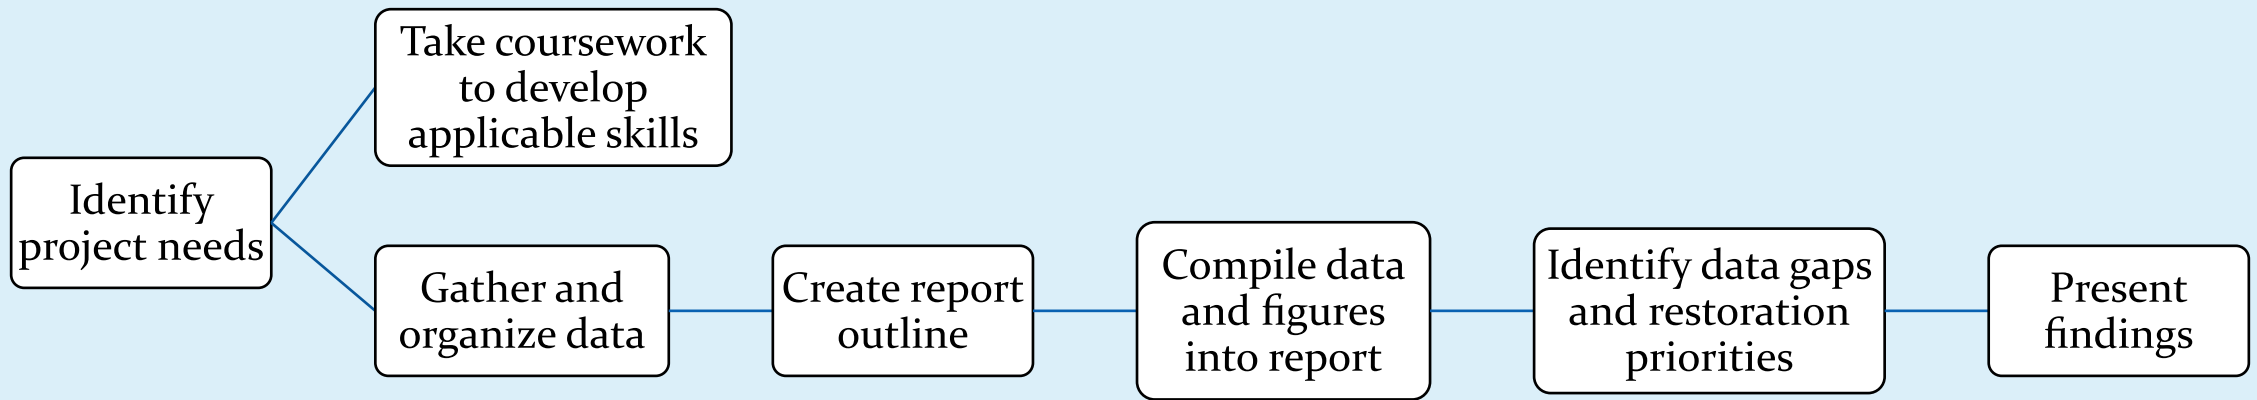 Take coursework
to develop
applicable skills
Identify
project needs
Gather and
organize data
Create report
outline
Compile data
and figures
into report
Identify data gaps
and restoration
priorities
Present
findings